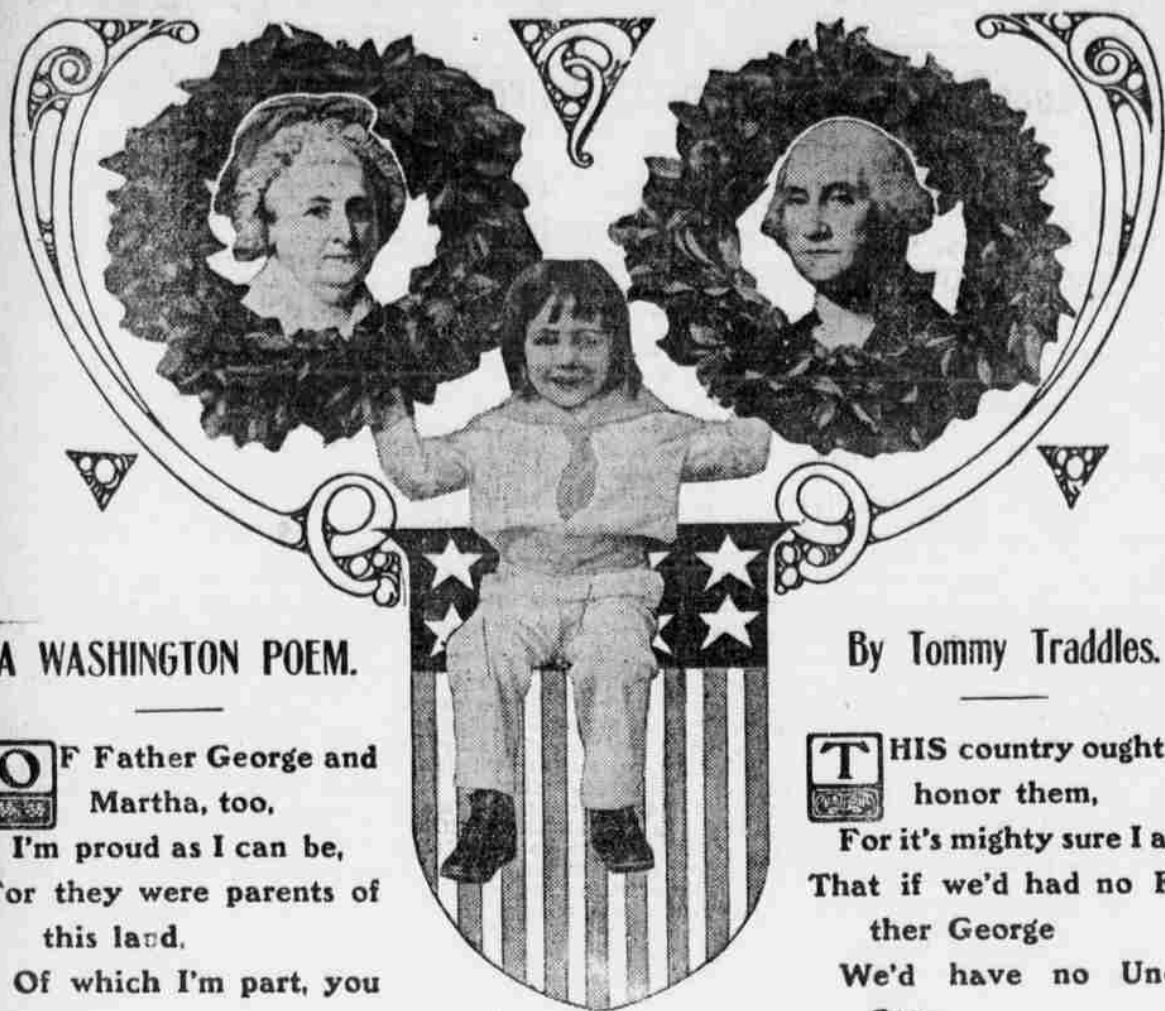 A WASHINGTON POEM.
OF Father George and
Martha, too,
I'm proud as I can be,
For they were parents of
this land,
Of which I'm part, you
By Tommy Traddles.
THIS country ought
honor them,
For it's mighty sure I a
That if we'd had no F
ther George
We'd have no Unc